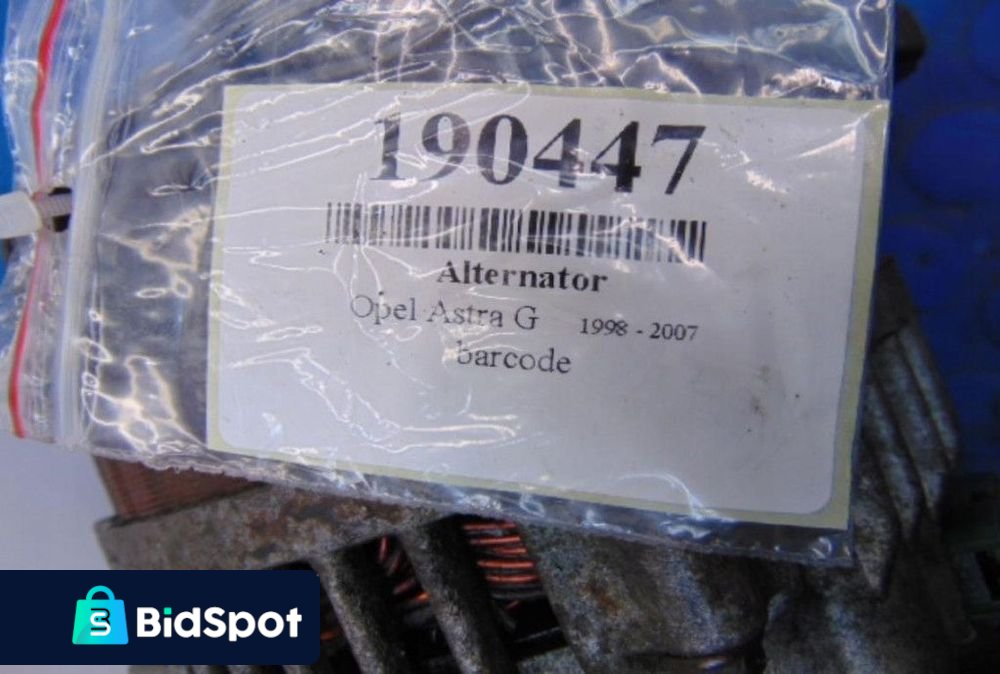 190447
Alternator
Opel Astra G 1998 - 2007
barcode
BidSpot